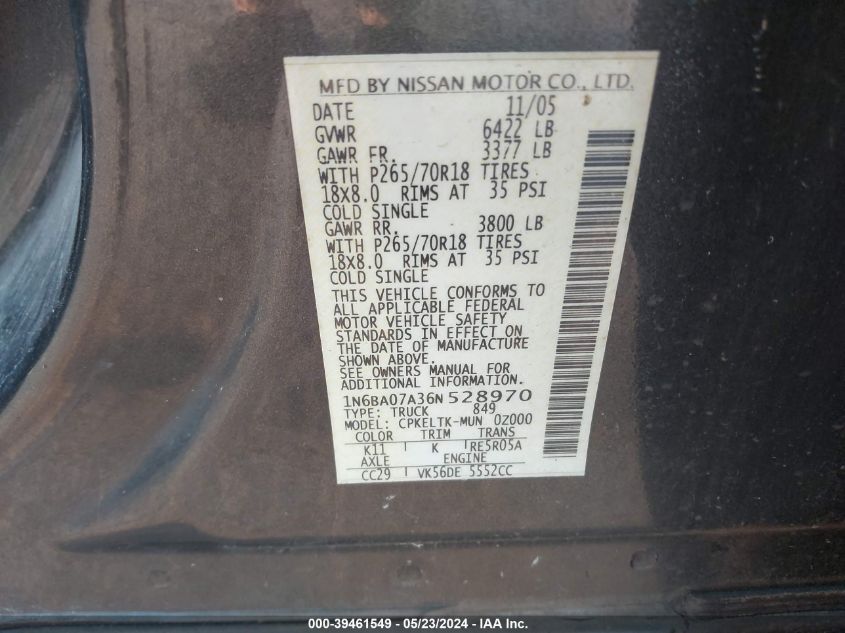 MFD BY NISSAN MOTOR CO., LTD.
DATE 11/05
GVWR 6422 LB
GAWR FR. 3377 LB
WITH P265/70R18 TIRES
18X8.0 RIMS AT 35 PSI
COLD SINGLE
GAWR RR. 3800 LB
WITH P265/70R18 TIRES
18X8.0 RIMS AT 35 PSI
COLD SINGLE
THIS VEHICLE CONFORMS TO
ALL APPLICABLE FEDERAL
MOTOR VEHICLE SAFETY
STANDARDS IN EFFECT ON
THE DATE OF MANUFACTURE
SHOWN ABOVE.
SEE OWNERS MANUAL FOR
ADDITIONAL INFORMATION.
1N6BA07A36N 528970
TYPE: TRUCK 849
MODEL: CPKELTK-MUN 0Z000
COLOR TRIM TRANS
K11 K RE5R05A
AXLE ENGINE
CC29 VK56DE 5552CC
000-39461549 - 05/23/2024 - IAA Inc.